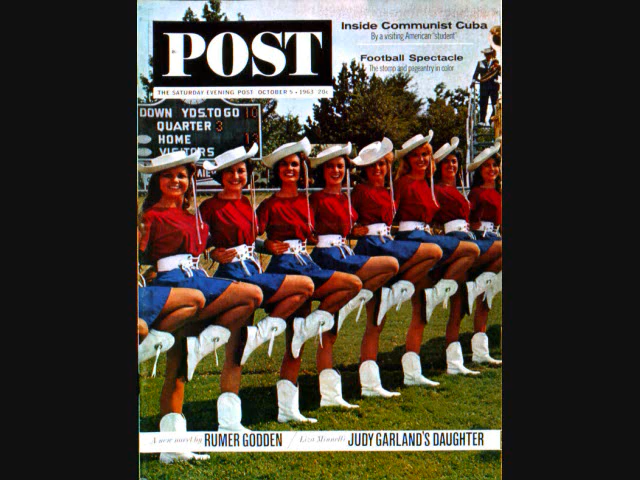 POST
THE SATURDAY EVENING POST OCTOBER 5 • 1963 20c
Inside Communist Cuba
By a visiting American "student"
Football Spectacle
The stomp and pageantry in color
DOWN YDS.TO GO 10
QUARTER 3
HOME
VISITORS
A new novel by RUMER GODDEN / Liza Minnelli: JUDY GARLAND'S DAUGHTER